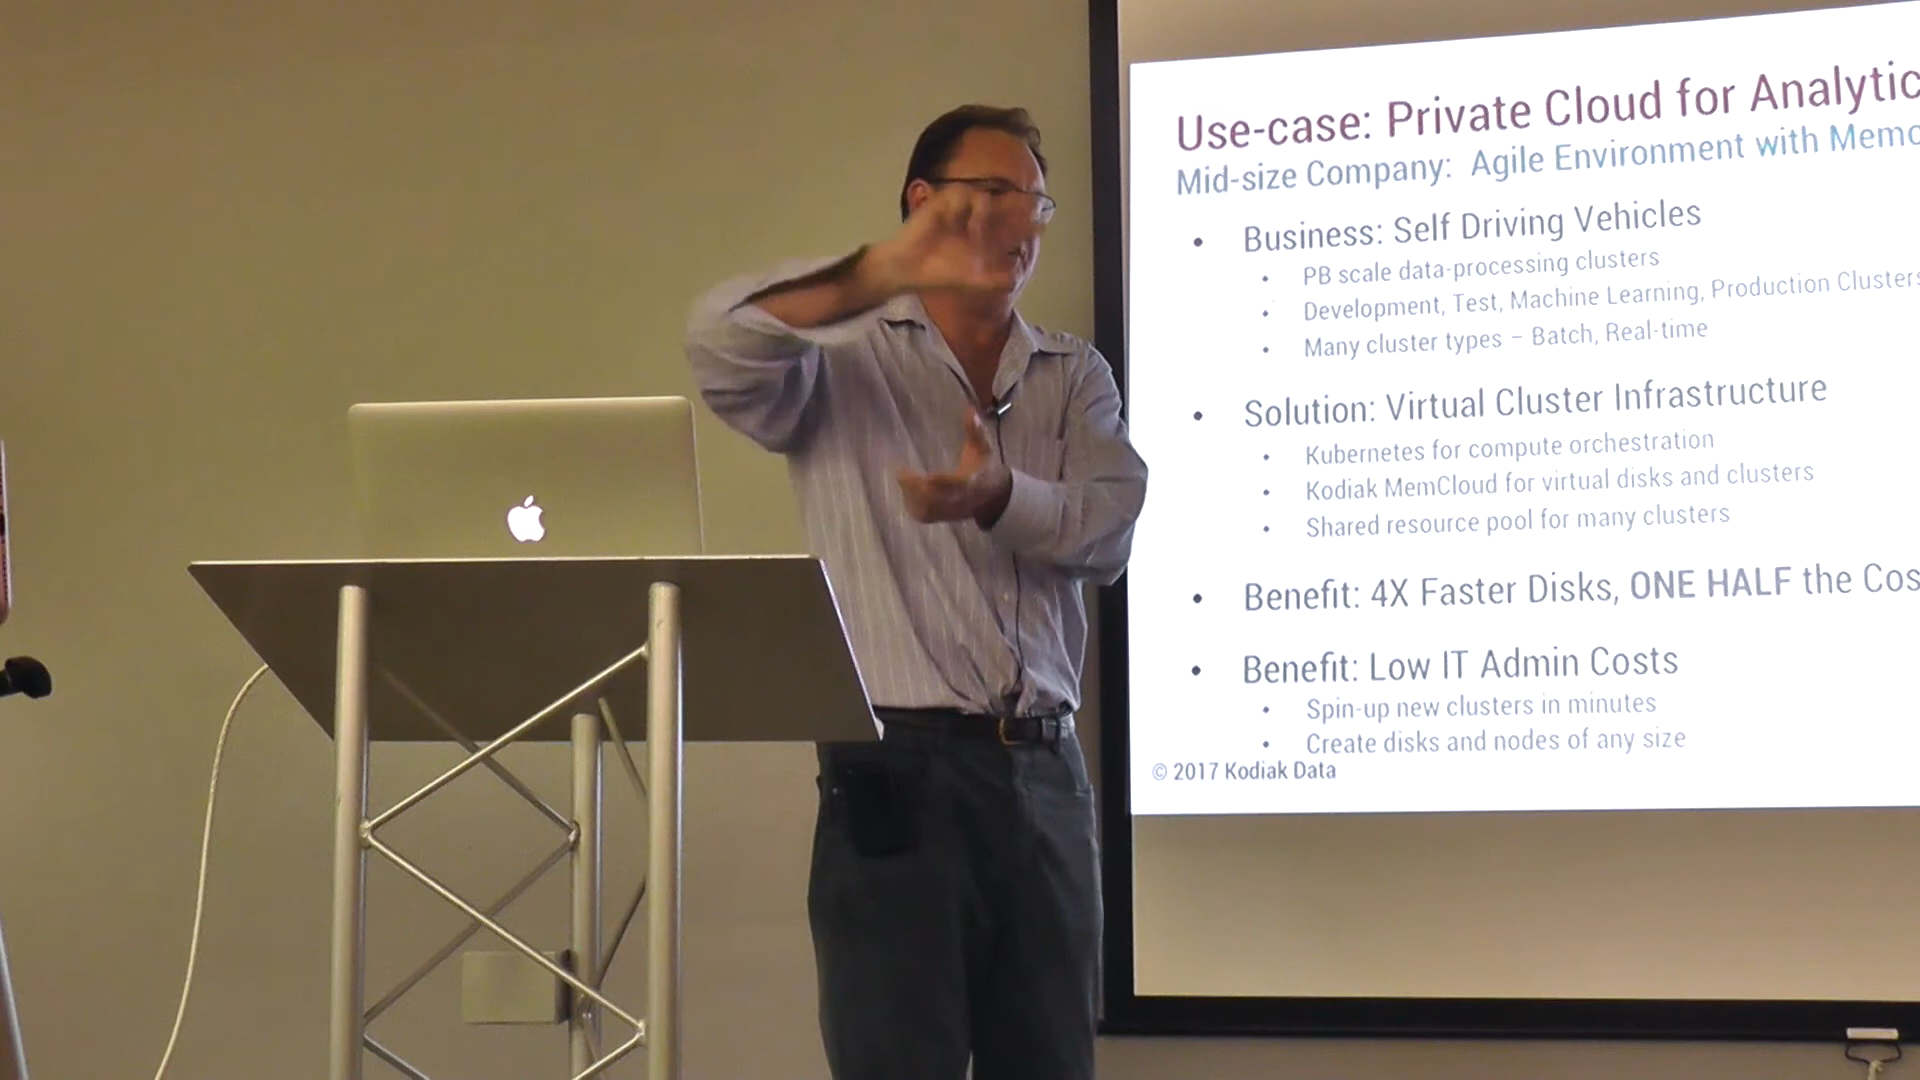 Use-case: Private Cloud for Analytic
Mid-size Company: Agile Environment with Memo
• Business: Self Driving Vehicles
• PB scale data-processing clusters
• Development, Test, Machine Learning, Production Clusters
• Many cluster types – Batch, Real-time
• Solution: Virtual Cluster Infrastructure
• Kubernetes for compute orchestration
• Kodiak MemCloud for virtual disks and clusters
• Shared resource pool for many clusters
• Benefit: 4X Faster Disks, ONE HALF the Cos
• Benefit: Low IT Admin Costs
• Spin-up new clusters in minutes
• Create disks and nodes of any size
© 2017 Kodiak Data